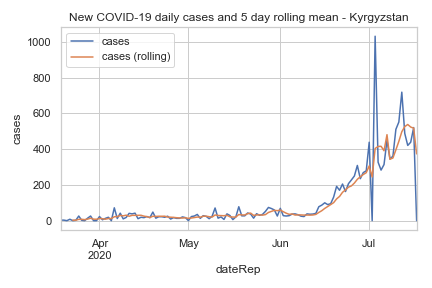 New COVID-19 daily cases and 5 day rolling mean - Kyrgyzstan
cases
cases (rolling)
1000
800
600
400
200
0
cases
Apr
2020
May
Jun
Jul
dateRep